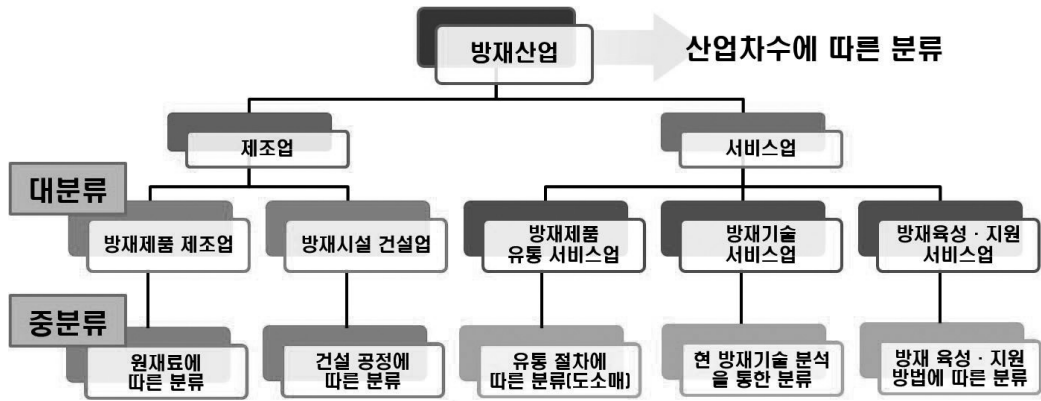 방재산업
산업차수에 따른 분류
제조업
서비스업
대분류
방재제품 제조업
방재시설 건설업
방재제품
유통 서비스업
방재기술
서비스업
방재육성 · 지원
서비스업
중분류
원재료에
따른 분류
건설 공정에
따른 분류
유통 절차에
따른 분류(도소매)
현 방재기술 분석
을 통한 분류
방재 육성 · 지원
방법에 따른 분류